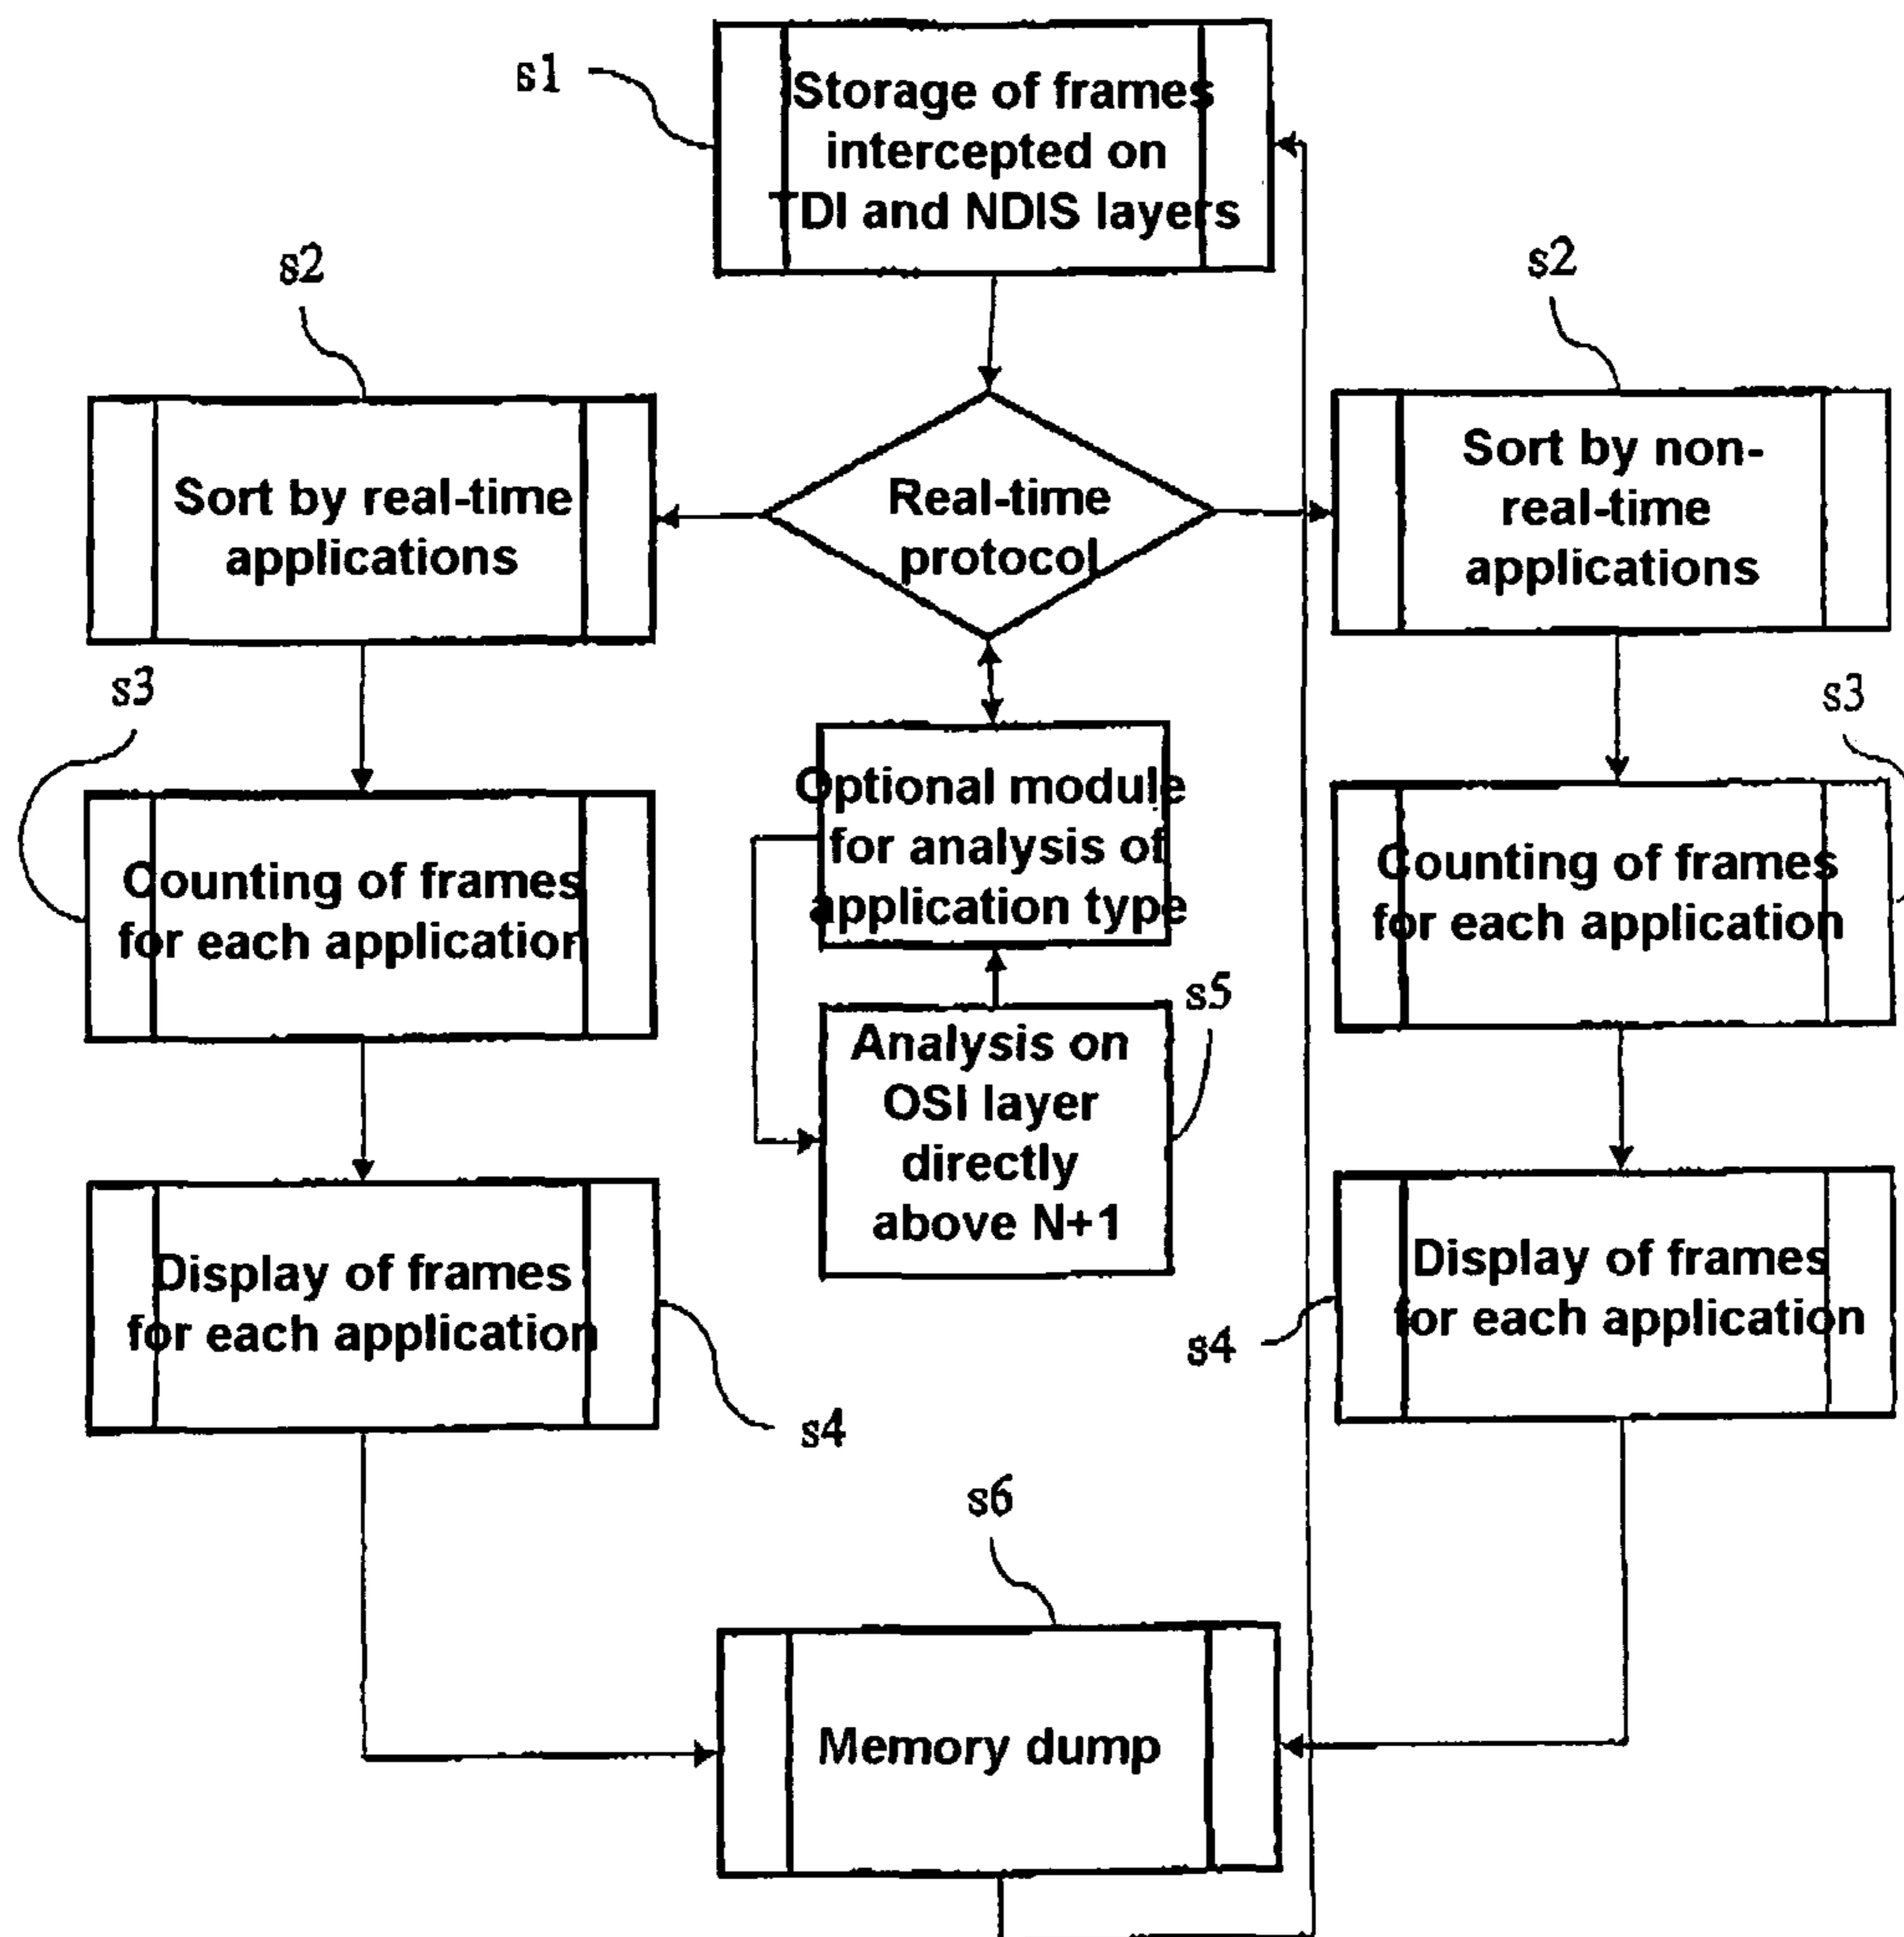 s1
Storage of frames
intercepted on
TDI and NDIS layers
s2
s2
Sort by real-time
applications
Real-time
protocol
Sort by non-
real-time
applications
s3
s3
Optional module
for analysis of
application type
Counting of frames
for each application
Counting of frames
for each application
s5
Analysis on
OSI layer
directly
above N+1
Display of frames
for each application
Display of frames
for each application
s4
s4
s6
Memory dump